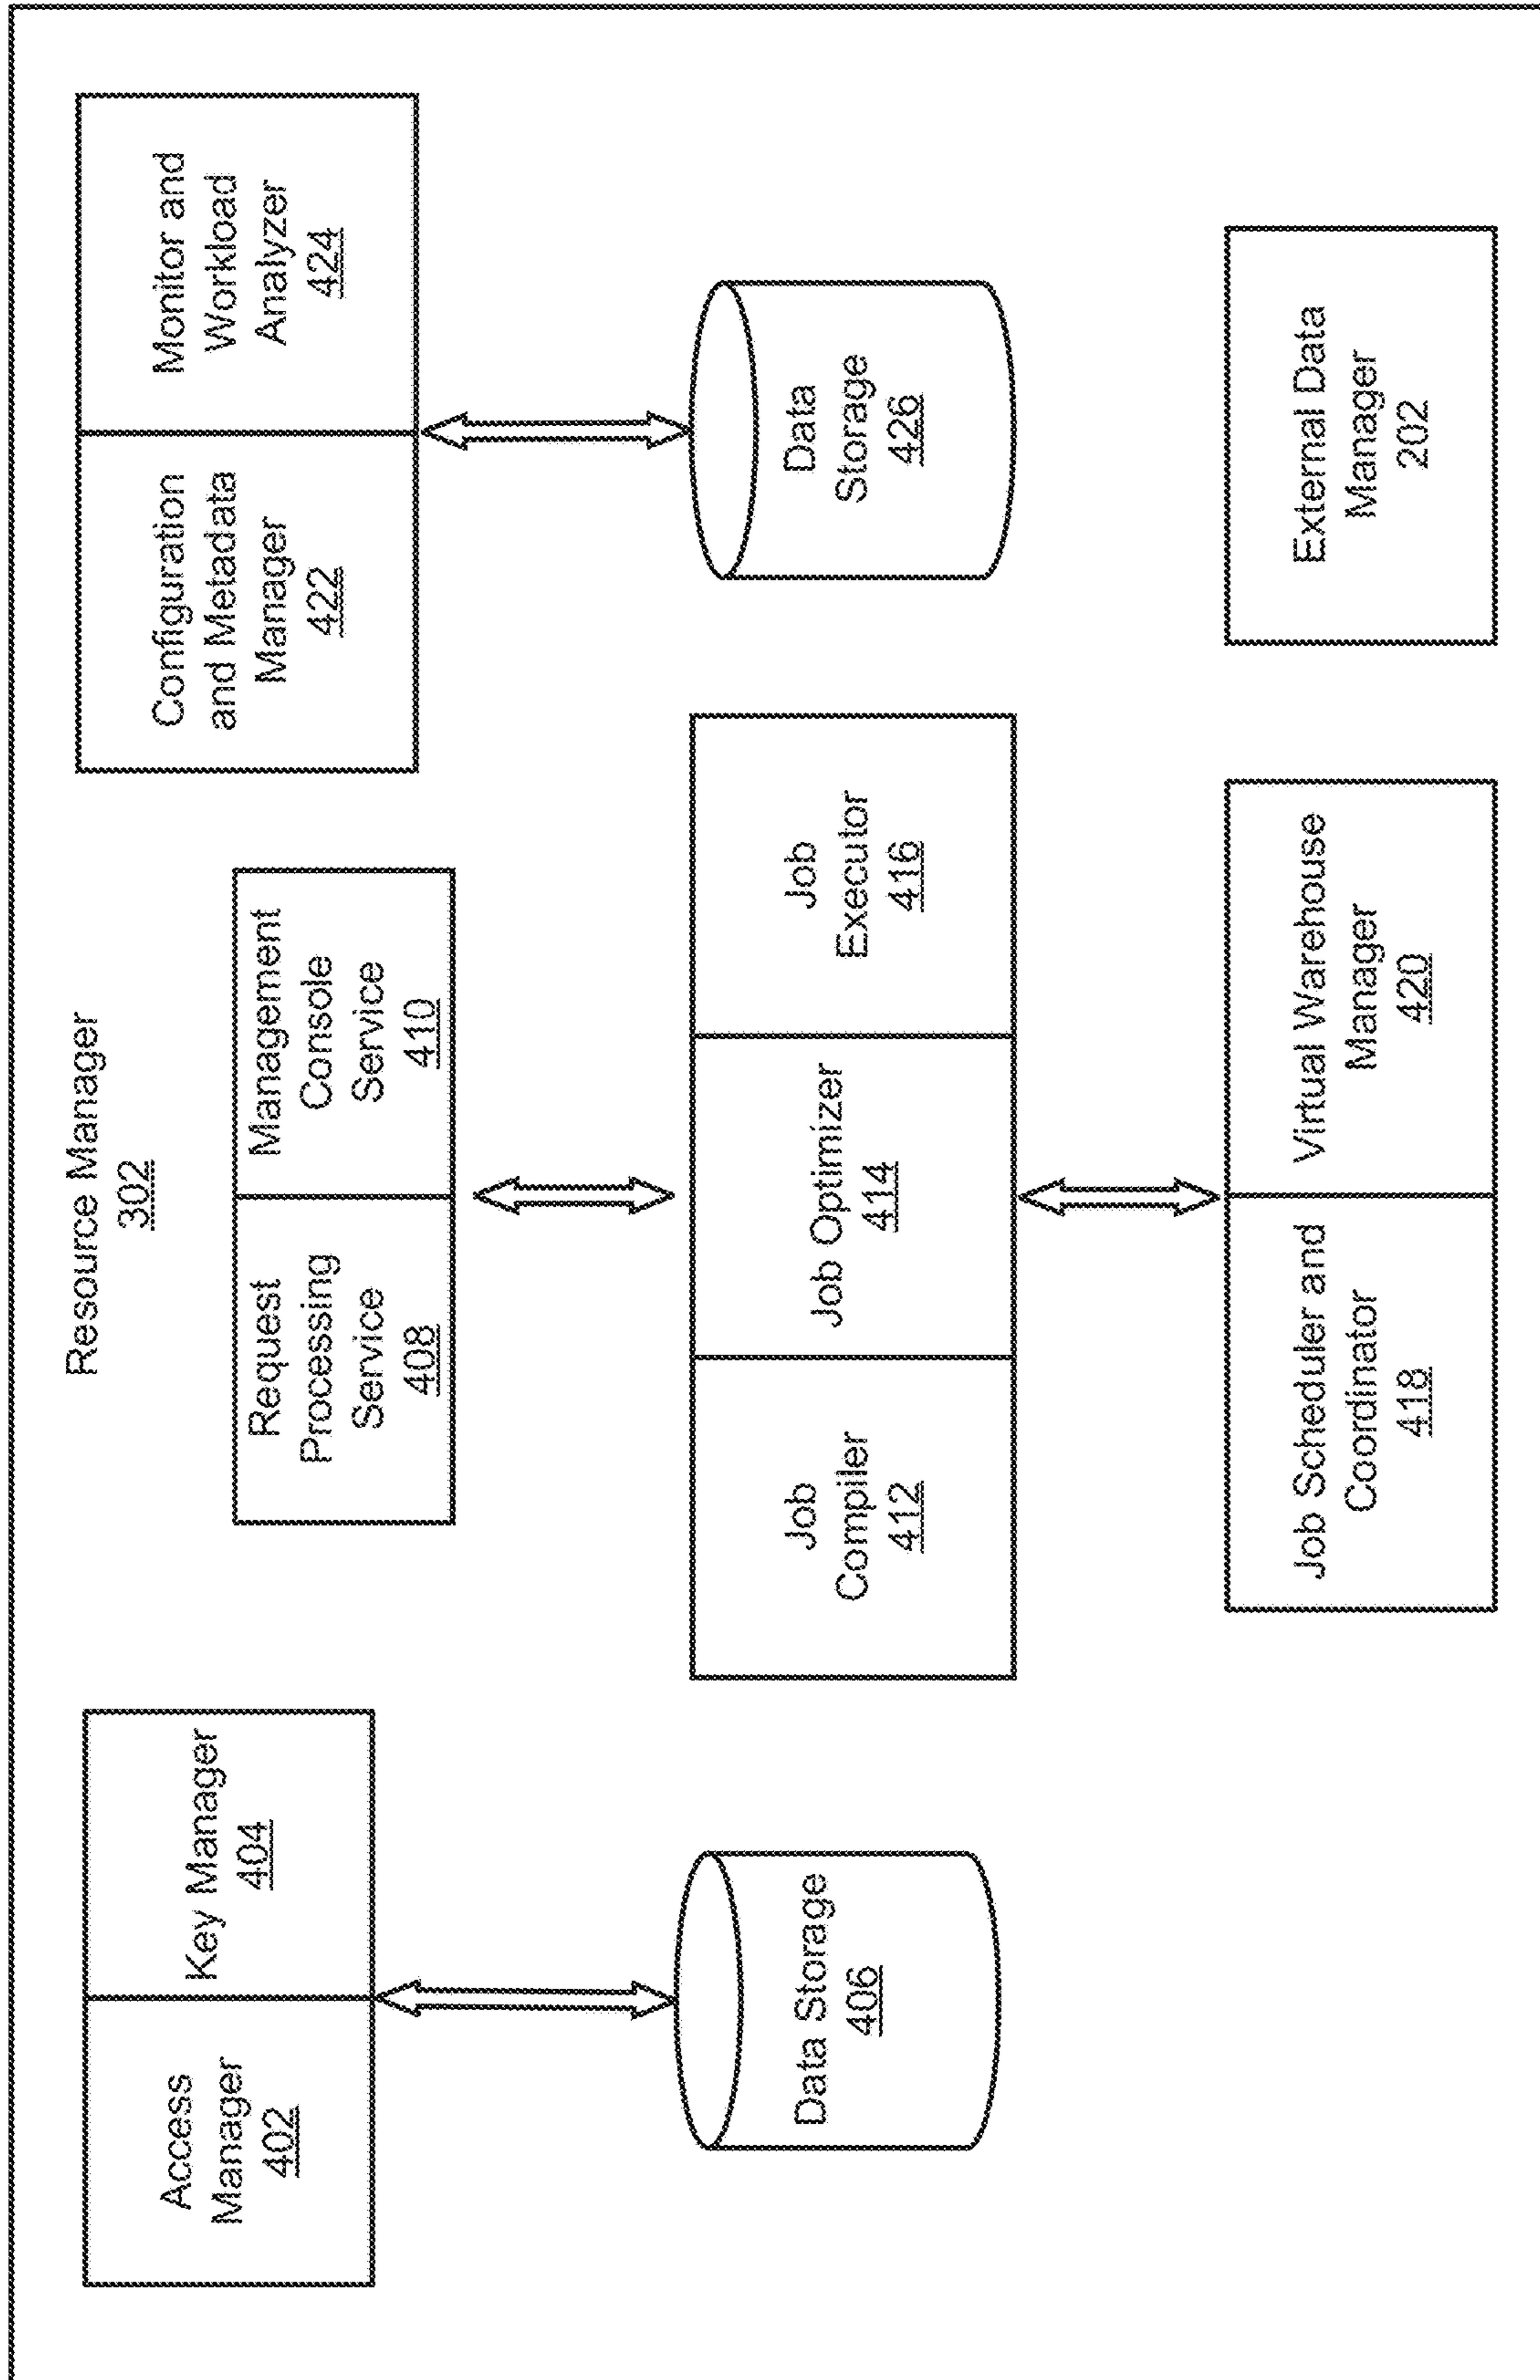 Resource Manager
302
Access
Manager
402
Key Manager
404
Data Storage
406
Request
Processing
Service
408
Management
Console
Service
410
Job
Compiler
412
Job Optimizer
414
Job
Executor
416
Job Scheduler and
Coordinator
418
Virtual Warehouse
Manager
420
Configuration
and Metadata
Manager
422
Monitor and
Workload
Analyzer
424
Data
Storage
426
External Data
Manager
202